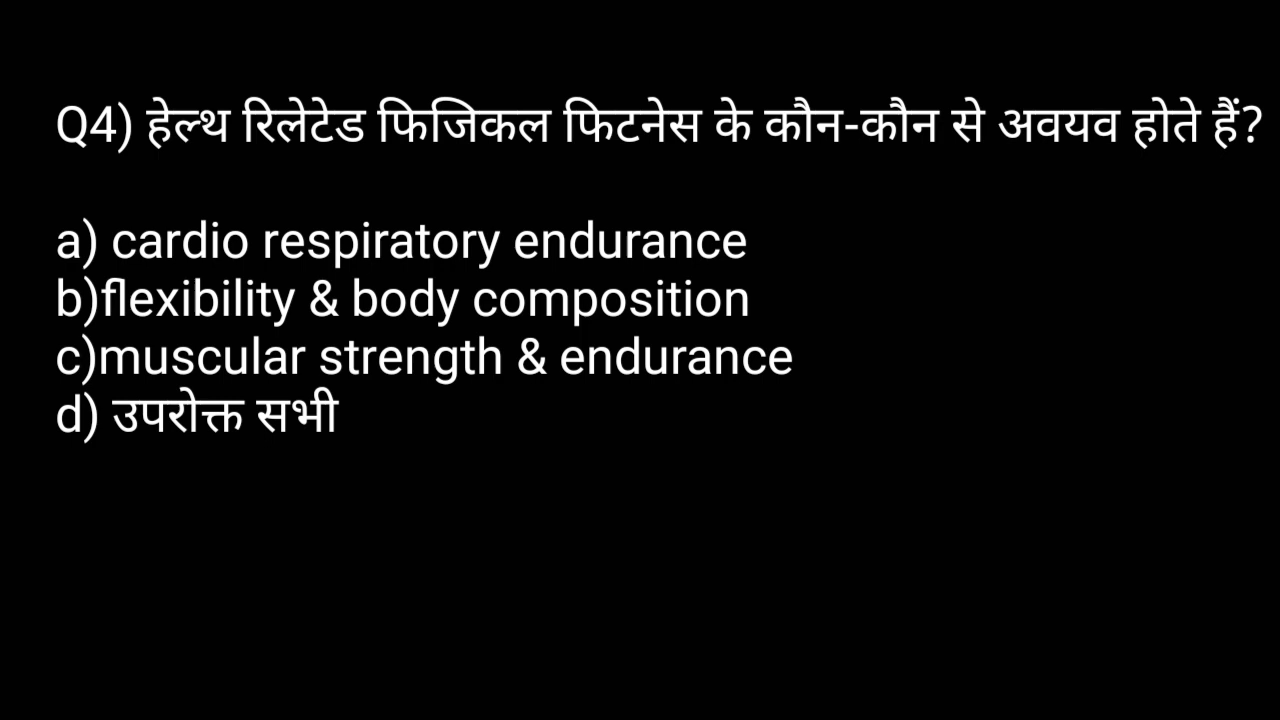 Q4) हेल्थ रिलेटेड फिजिकल फिटनेस के कौन-कौन से अवयव होते हैं?
a) cardio respiratory endurance
b)flexibility & body composition
c)muscular strength & endurance
d) उपरोक्त सभी